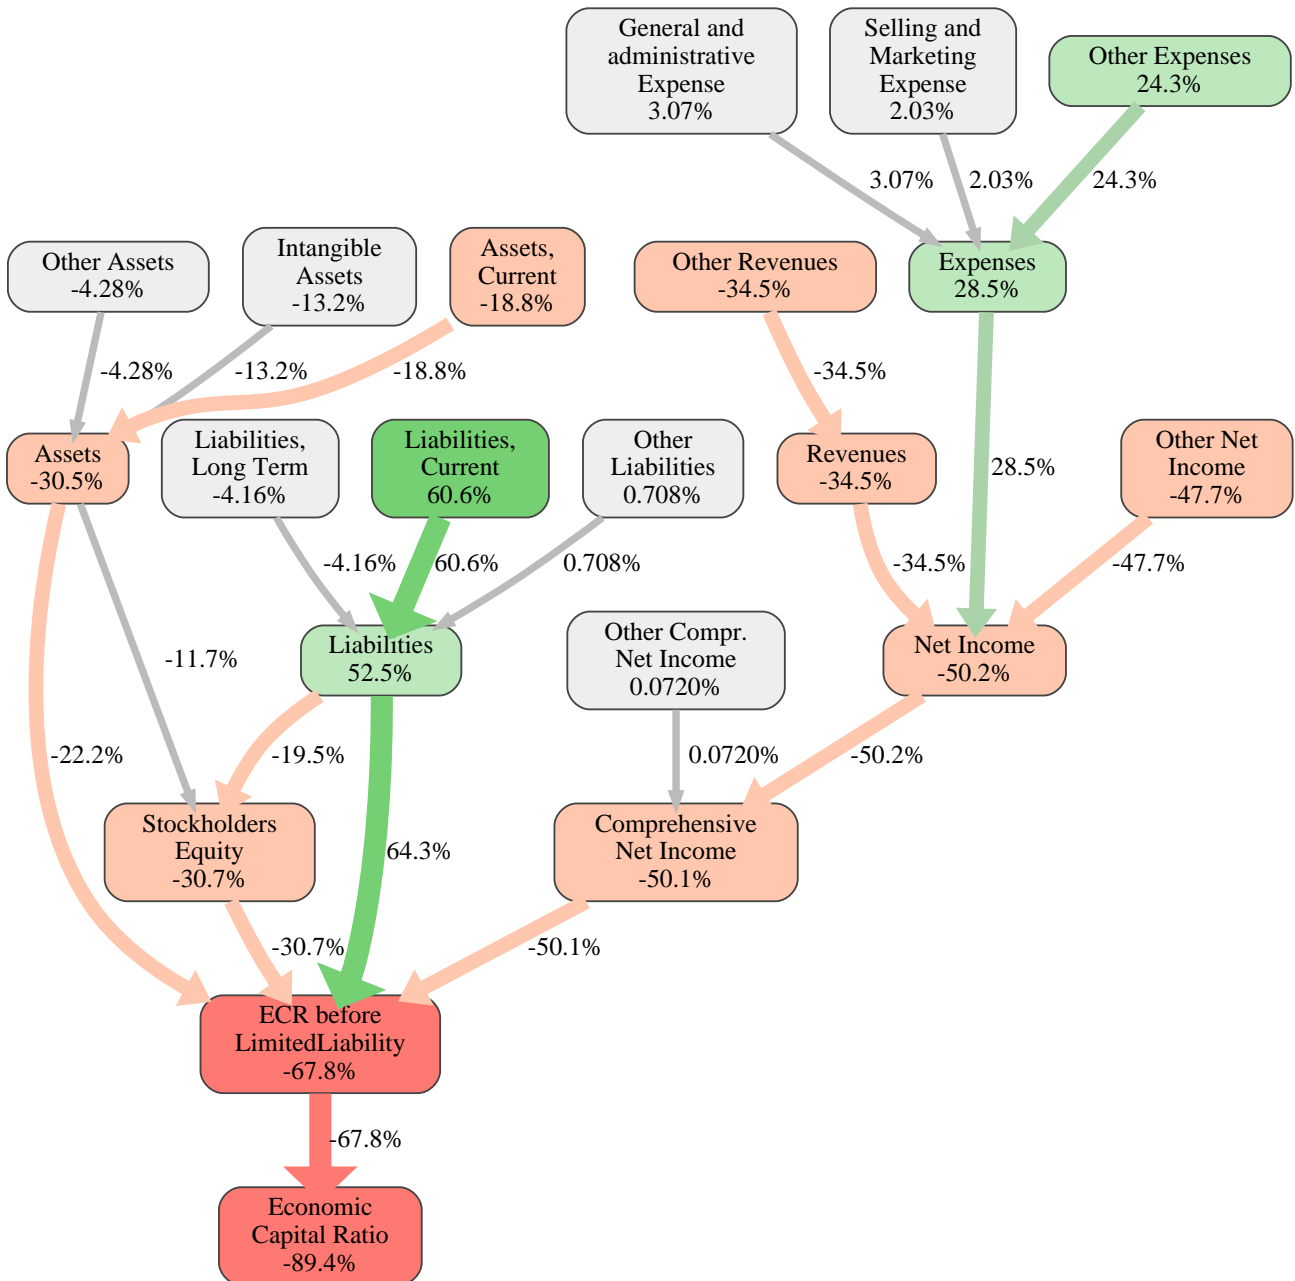 General and
administrative
Expense
3.07%
Selling and
Marketing
Expense
2.03%
Other Expenses
24.3%
3.07%
2.03%
24.3%
Other Assets
-4.28%
Intangible
Assets
-13.2%
Assets,
Current
-18.8%
Other Revenues
-34.5%
Expenses
28.5%
-4.28%
-13.2%
-18.8%
-34.5%
Assets
-30.5%
Liabilities,
Long Term
-4.16%
Liabilities,
Current
60.6%
Other
Liabilities
0.708%
Revenues
-34.5%
28.5%
Other Net
Income
-47.7%
-4.16%
60.6%
0.708%
-34.5%
-47.7%
-11.7%
Liabilities
52.5%
Other Compr.
Net Income
0.0720%
Net Income
-50.2%
-22.2%
-19.5%
0.0720%
-50.2%
Stockholders
Equity
-30.7%
64.3%
Comprehensive
Net Income
-50.1%
-30.7%
-50.1%
ECR before
LimitedLiability
-67.8%
-67.8%
Economic
Capital Ratio
-89.4%